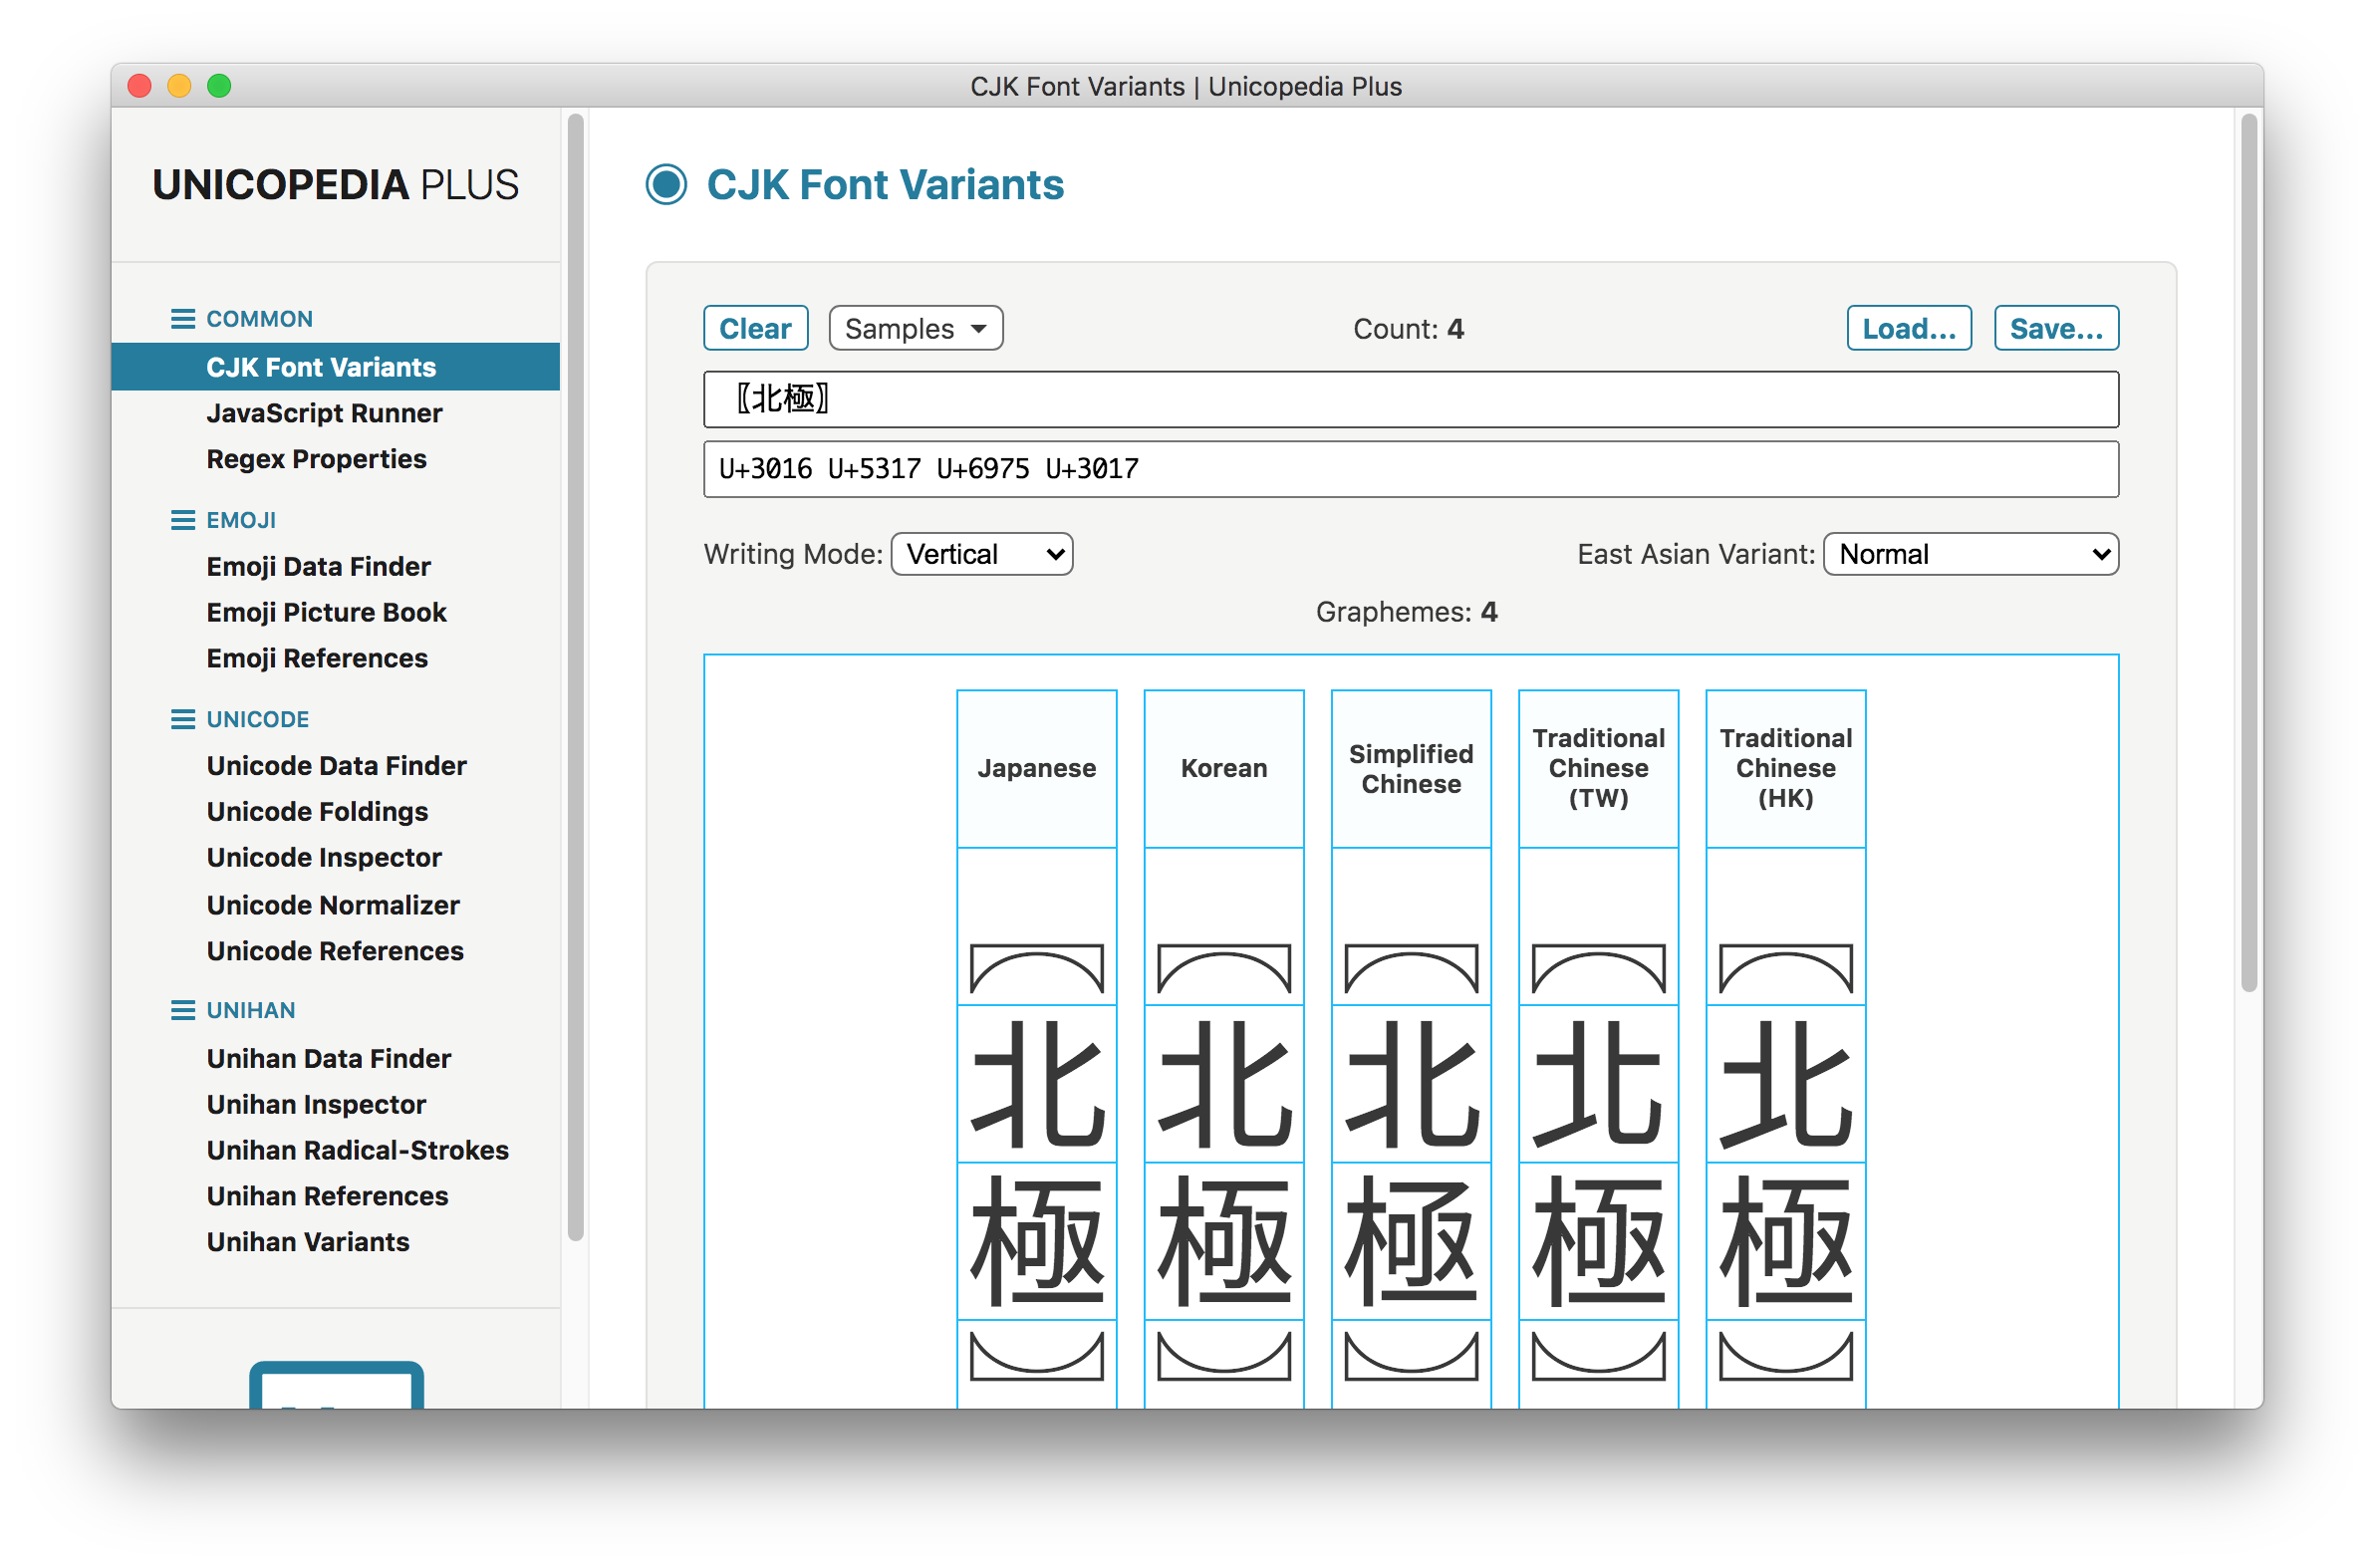 CJK Font Variants | Unicopedia Plus
UNICOPEDIA PLUS
COMMON
CJK Font Variants
JavaScript Runner
Regex Properties
EMOJI
Emoji Data Finder
Emoji Picture Book
Emoji References
UNICODE
Unicode Data Finder
Unicode Foldings
Unicode Inspector
Unicode Normalizer
Unicode References
UNIHAN
Unihan Data Finder
Unihan Inspector
Unihan Radical-Strokes
Unihan References
Unihan Variants
CJK Font Variants
Clear Samples Count: 4 Load... Save...
〖北極〗
U+3016 U+5317 U+6975 U+3017
Writing Mode: Vertical East Asian Variant: Normal
Graphemes: 4
Japanese Korean Simplified Chinese Traditional Chinese (TW) Traditional Chinese (HK)
〖 〖 〖 〖 〖
北 北 北 北 北
極 極 極 極 極
〗 〗 〗 〗 〗